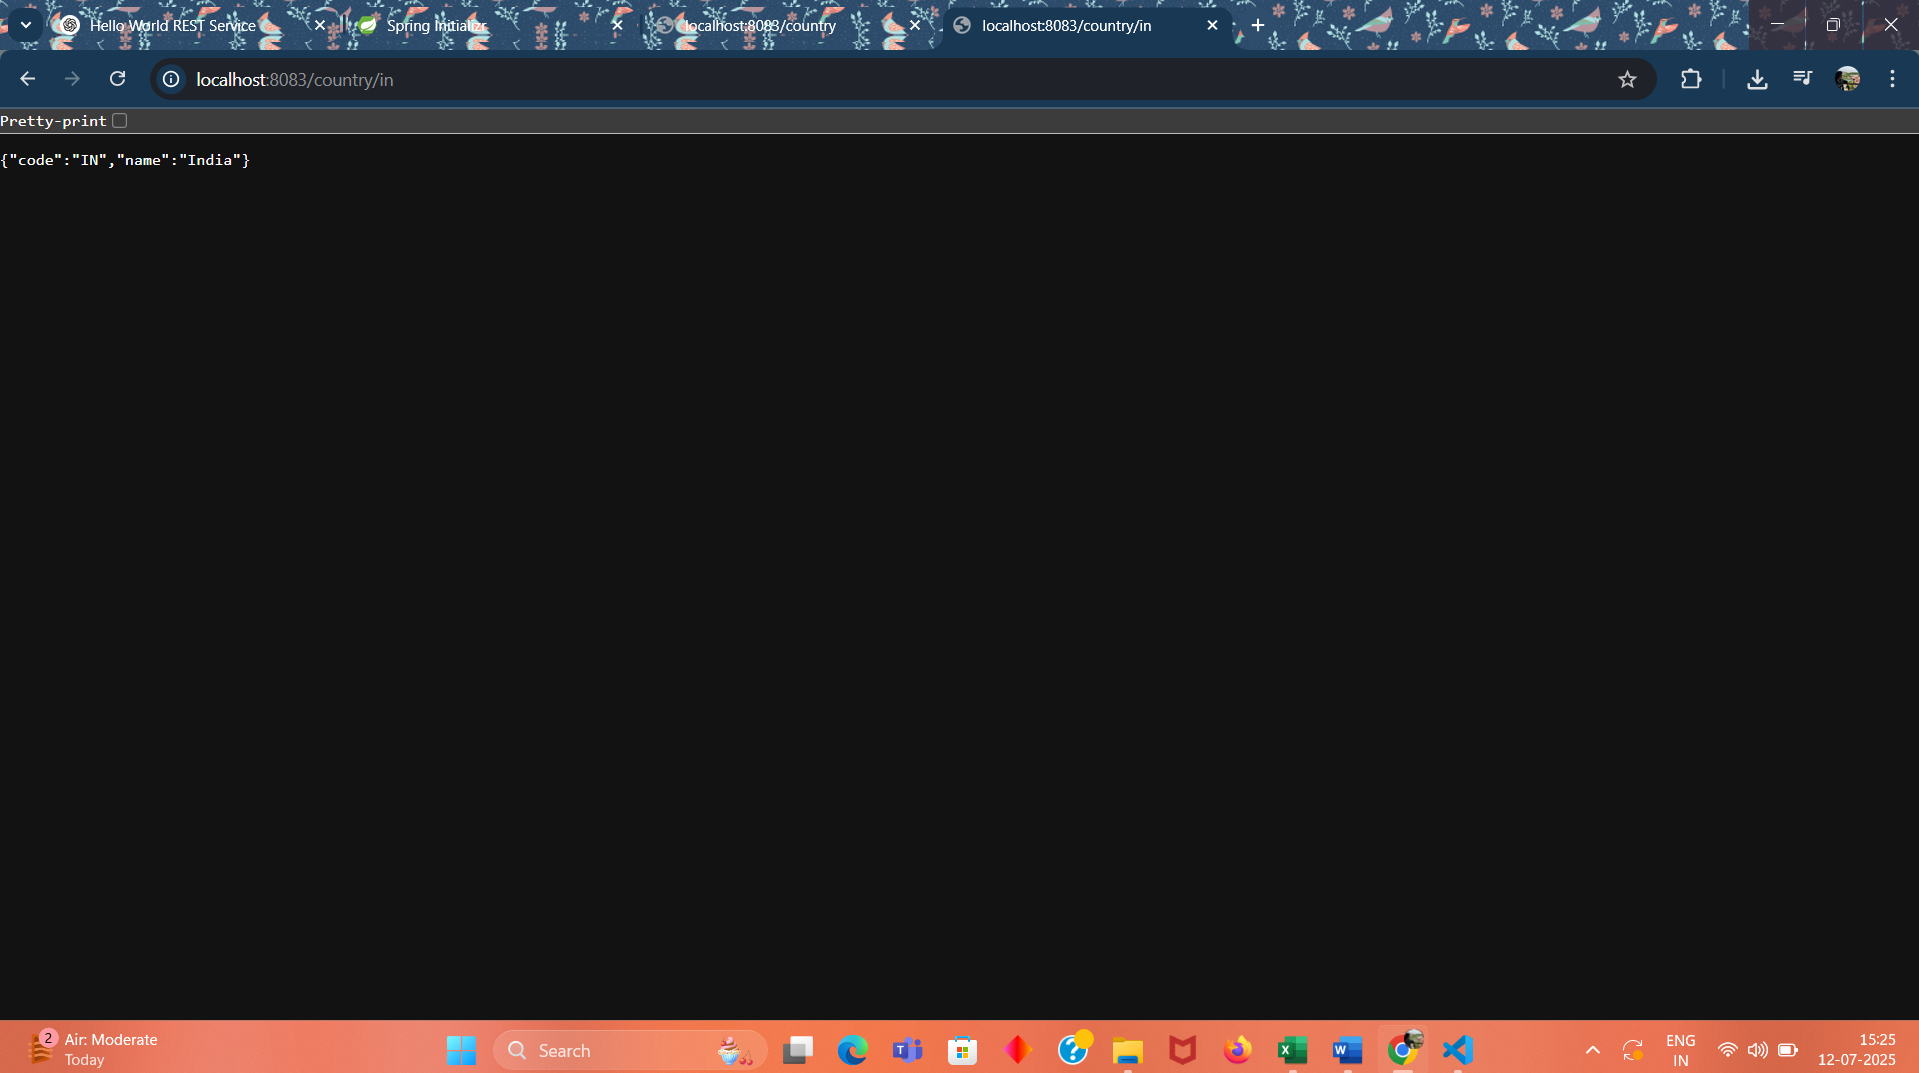 Hello World REST Service
Spring Initializr
localhost:8083/country
localhost:8083/country/in
localhost:8083/country/in
Pretty-print
{"code":"IN","name":"India"}
2
Air: Moderate
Today
Search
ENG
IN
15:25
12-07-2025